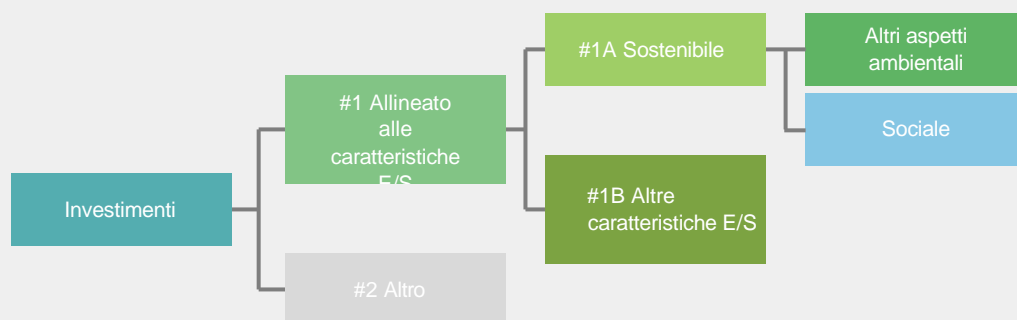 Investimenti
#1 Allineato
alle
caratteristiche
E/S
#2 Altro
#1A Sostenibile
#1B Altre
caratteristiche E/S
Altri aspetti
ambientali
Sociale